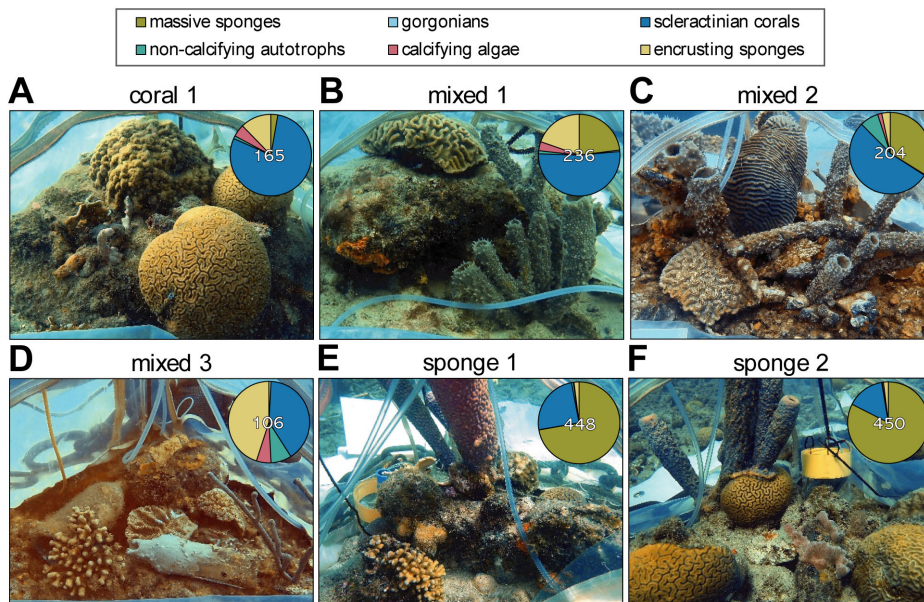 massive sponges gorgonians scleractinian corals
non-calcifying autotrophs calcifying algae encrusting sponges
A coral 1 B mixed 1 C mixed 2
165 236 204
D mixed 3 E sponge 1 F sponge 2
106 448 450